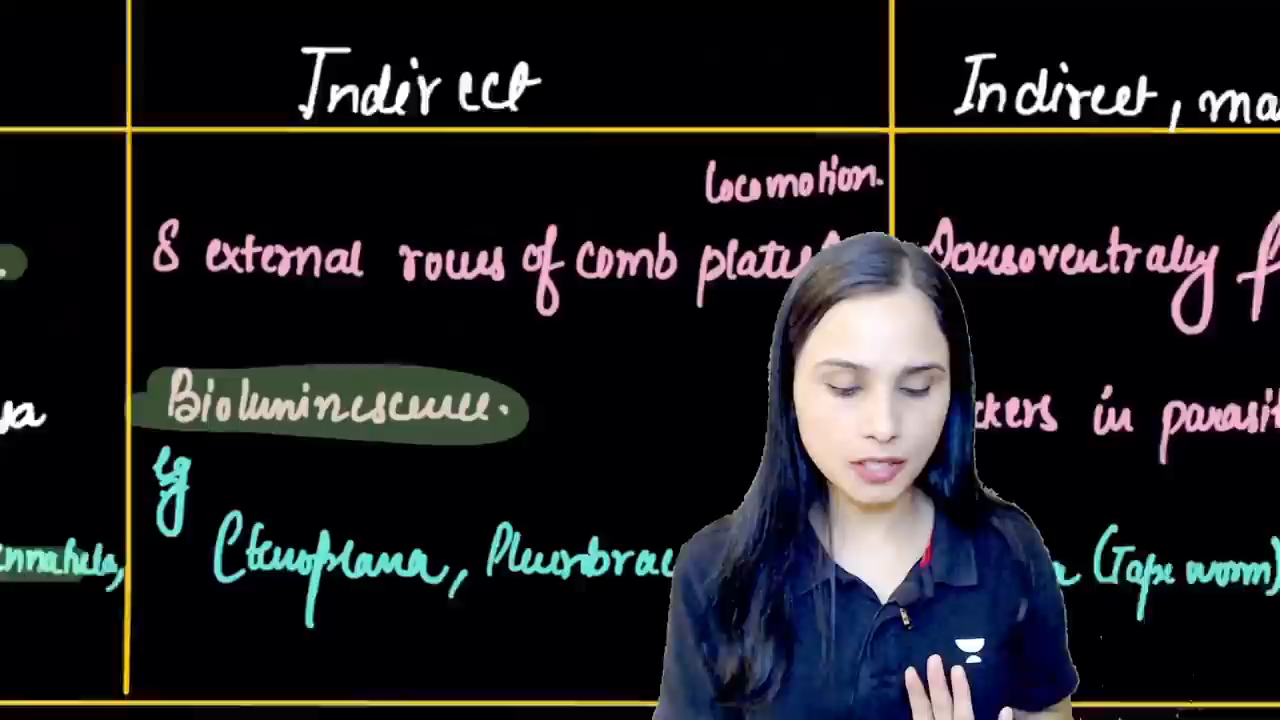 Indirect
Indirect, ma
locomotion.
8 external rows of comb plates
Dorsoventrally f
Bioluminescence.
ckers in parasit
eg
ennatula,
Ctenoplana, Pleurobrac
a (Tape worm)